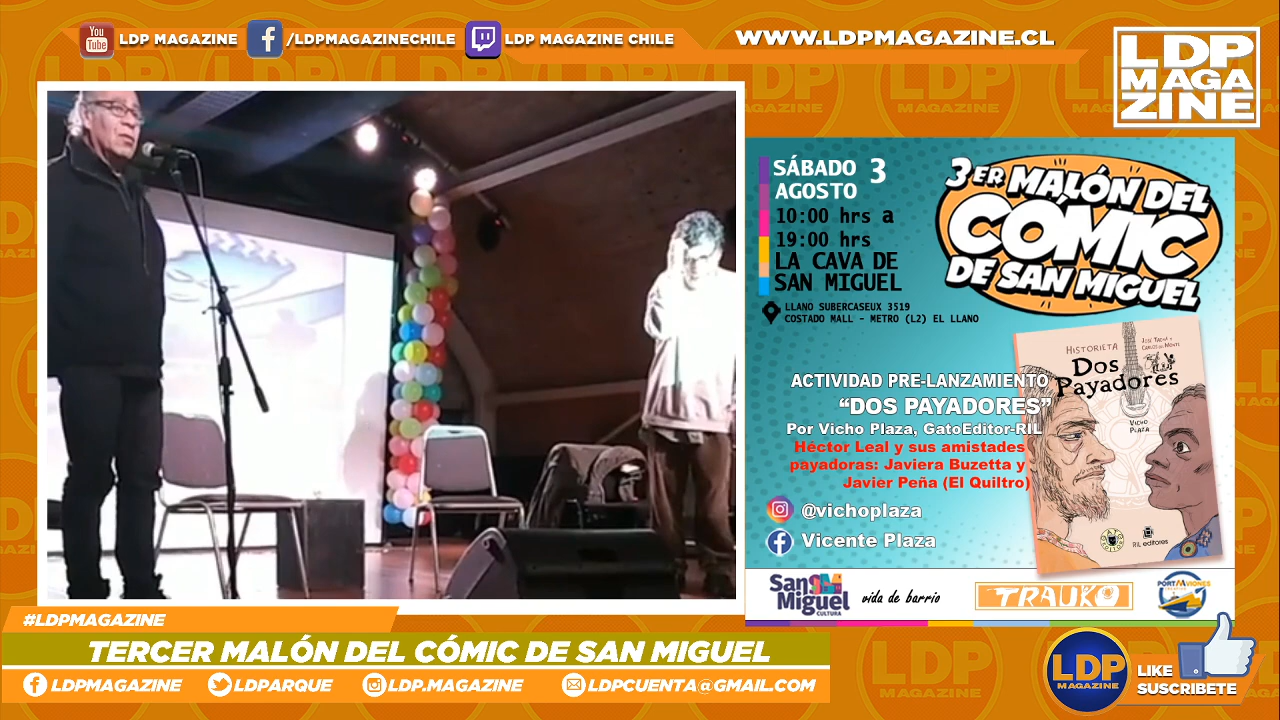 You Tube LDP MAGAZINE
/LDPMAGAZINECHILE
LDP MAGAZINE CHILE
WWW.LDPMAGAZINE.CL
LDP
MAGA
ZINE
SÁBADO 3
AGOSTO
10:00 hrs a
19:00 hrs
LA CAVA DE
SAN MIGUEL
LLANO SUBERCASEUX 3519
COSTADO MALL - METRO (L2) EL LLANO
3ER MALÓN DEL
CÓMIC
DE SAN MIGUEL
HISTORIETA
Dos
Payadores
VICHO
PLAZA
RIL editores
ACTIVIDAD PRE-LANZAMIENTO
“DOS PAYADORES”
Por Vicho Plaza, GatoEditor-RIL
Héctor Leal y sus amistades
payadoras: Javiera Buzetta y
Javier Peña (El Quiltro)
@vichoplaza
Vicente Plaza
San
Miguel
CULTURA
vida de barrio
TRAUKO
#LDPMAGAZINE
TERCER MALÓN DEL CÓMIC DE SAN MIGUEL
LDPMAGAZINE
LDPARQUE
LDP.MAGAZINE
LDPCUENTA@GMAIL.COM
LDP
MAGAZINE
LIKE
SUSCRIBETE